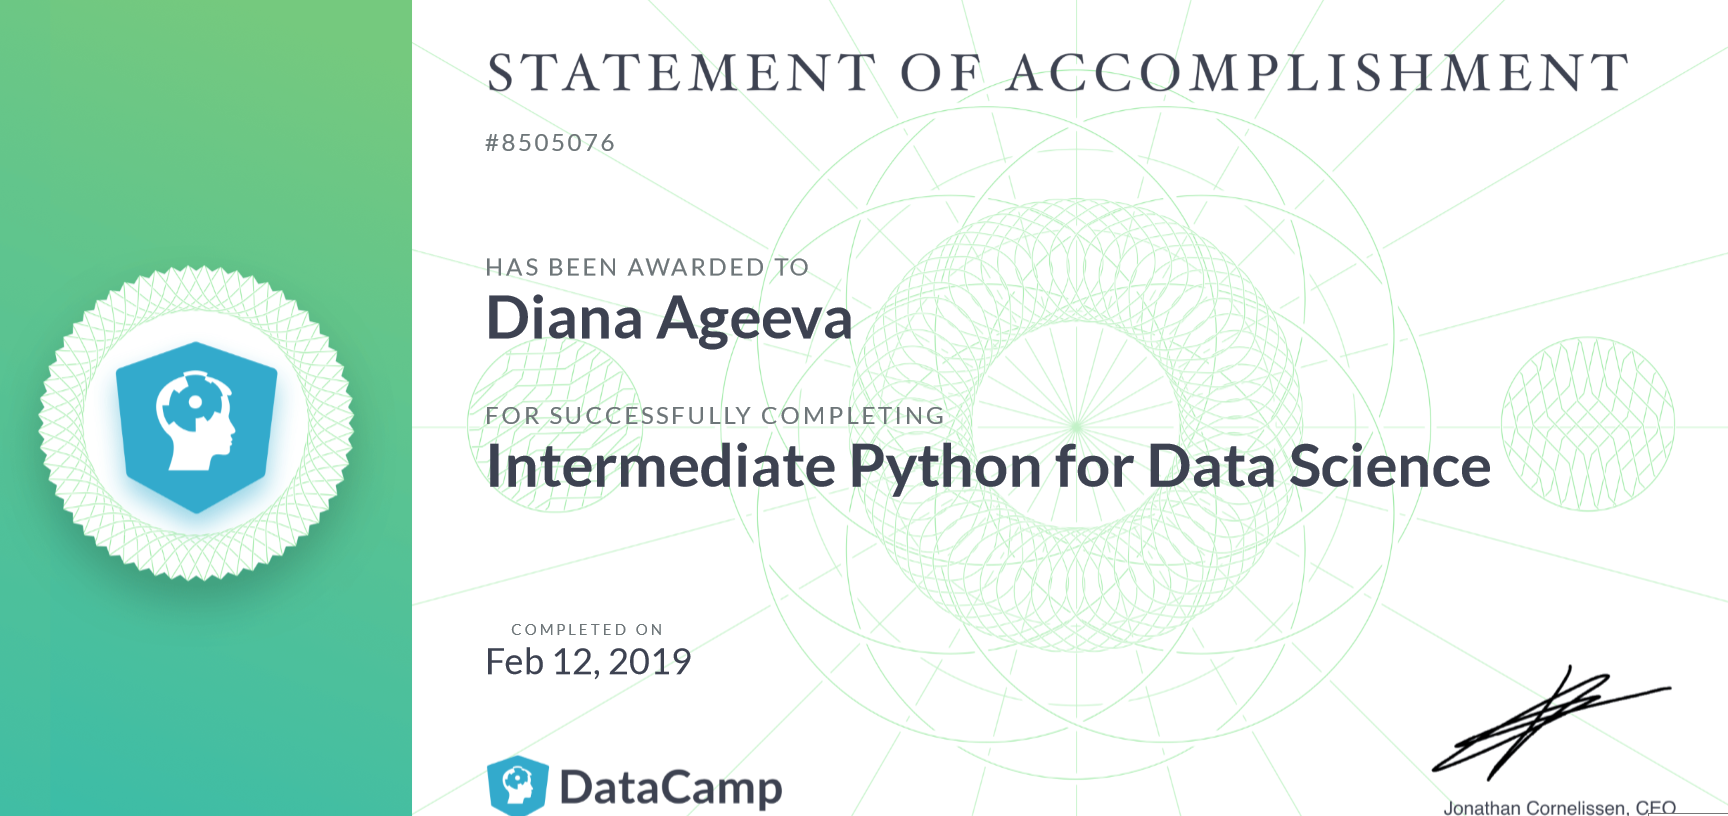 STATEMENT OF ACCOMPLISHMENT
#8505076
HAS BEEN AWARDED TO
Diana Ageeva
FOR SUCCESSFULLY COMPLETING
Intermediate Python for Data Science
COMPLETED ON
Feb 12, 2019
DataCamp
Jonathan Cornelissen, CEO